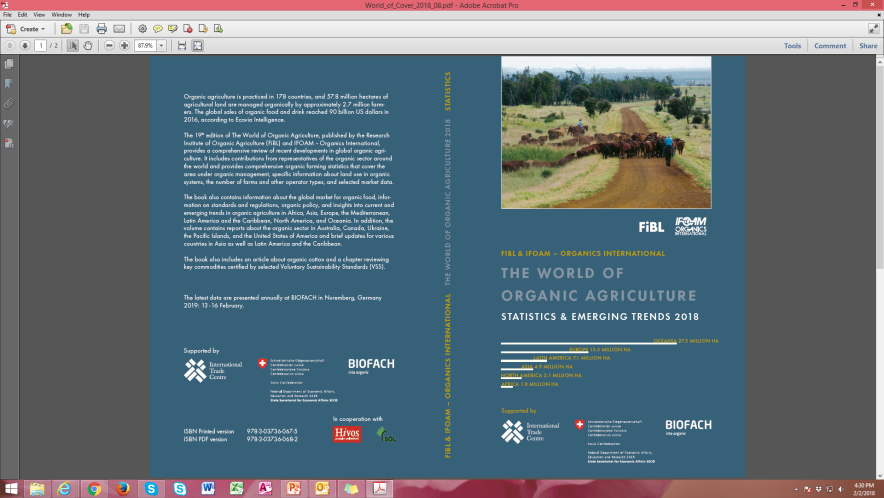 World_of_Cover_2018_08.pdf - Adobe Acrobat Pro
File Edit View Window Help
Create
1 / 2
87.9%
Tools Comment Share
Organic agriculture is practiced in 178 countries, and 57.8 million hectares of
agricultural land are managed organically by approximately 2.7 million farm-
ers. The global sales of organic food and drink reached 90 billion US dollars in
2016, according to Ecovia Intelligence.
The 19th edition of The World of Organic Agriculture, published by the Research
Institute of Organic Agriculture (FiBL) and IFOAM – Organics International,
provides a comprehensive review of recent developments in global organic agri-
culture. It includes contributions from representatives of the organic sector around
the world and provides comprehensive organic farming statistics that cover the
area under organic management, specific information about land use in organic
systems, the number of farms and other operator types, and selected market data.
The book also contains information about the global market for organic food, infor-
mation on standards and regulations, organic policy, and insights into current and
emerging trends in organic agriculture in Africa, Asia, Europe, the Mediterranean,
Latin America and the Caribbean, North America, and Oceania. In addition, the
volume contains reports about the organic sector in Australia, Canada, Ukraine,
the Pacific Islands, and the United States of America and brief updates for various
countries in Asia as well as Latin America and the Caribbean.
The book also includes an article about organic cotton and a chapter reviewing
key commodities certified by selected Voluntary Sustainability Standards (VSS).
The latest data are presented annually at BIOFACH in Nuremberg, Germany
2019: 13 -16 February.
Supported by
International
Trade
Centre
Schweizerische Eidgenossenschaft
Confédération suisse
Confederazione Svizzera
Confederaziun svizra
Swiss Confederation
Federal Department of Economic Affairs,
Education and Research EAER
State Secretariat for Economic Affairs SECO
BIOFACH
into organic
In cooperation with
Hivos
people unlimited
SÖL
ISBN Printed version 978-3-03736-067-5
ISBN PDF version 978-3-03736-068-2
FIBL & IFOAM – ORGANICS INTERNATIONAL THE WORLD OF ORGANIC AGRICULTURE 2018 STATISTICS
FiBL
IFOAM
ORGANICS
INTERNATIONAL
FIBL & IFOAM – ORGANICS INTERNATIONAL
THE WORLD OF
ORGANIC AGRICULTURE
STATISTICS & EMERGING TRENDS 2018
OCEANIA 27.3 MILLION HA
EUROPE 13.5 MILLION HA
LATIN AMERICA 7.1 MILLION HA
ASIA 4.9 MILLION HA
NORTH AMERICA 3.1 MILLION HA
AFRICA 1.8 MILLION HA
Supported by
International
Trade
Centre
Schweizerische Eidgenossenschaft
Confédération suisse
Confederazione Svizzera
Confederaziun svizra
Swiss Confederation
Federal Department of Economic Affairs,
Education and Research EAER
State Secretariat for Economic Affairs SECO
BIOFACH
into organic
4:30 PM
2/2/2018